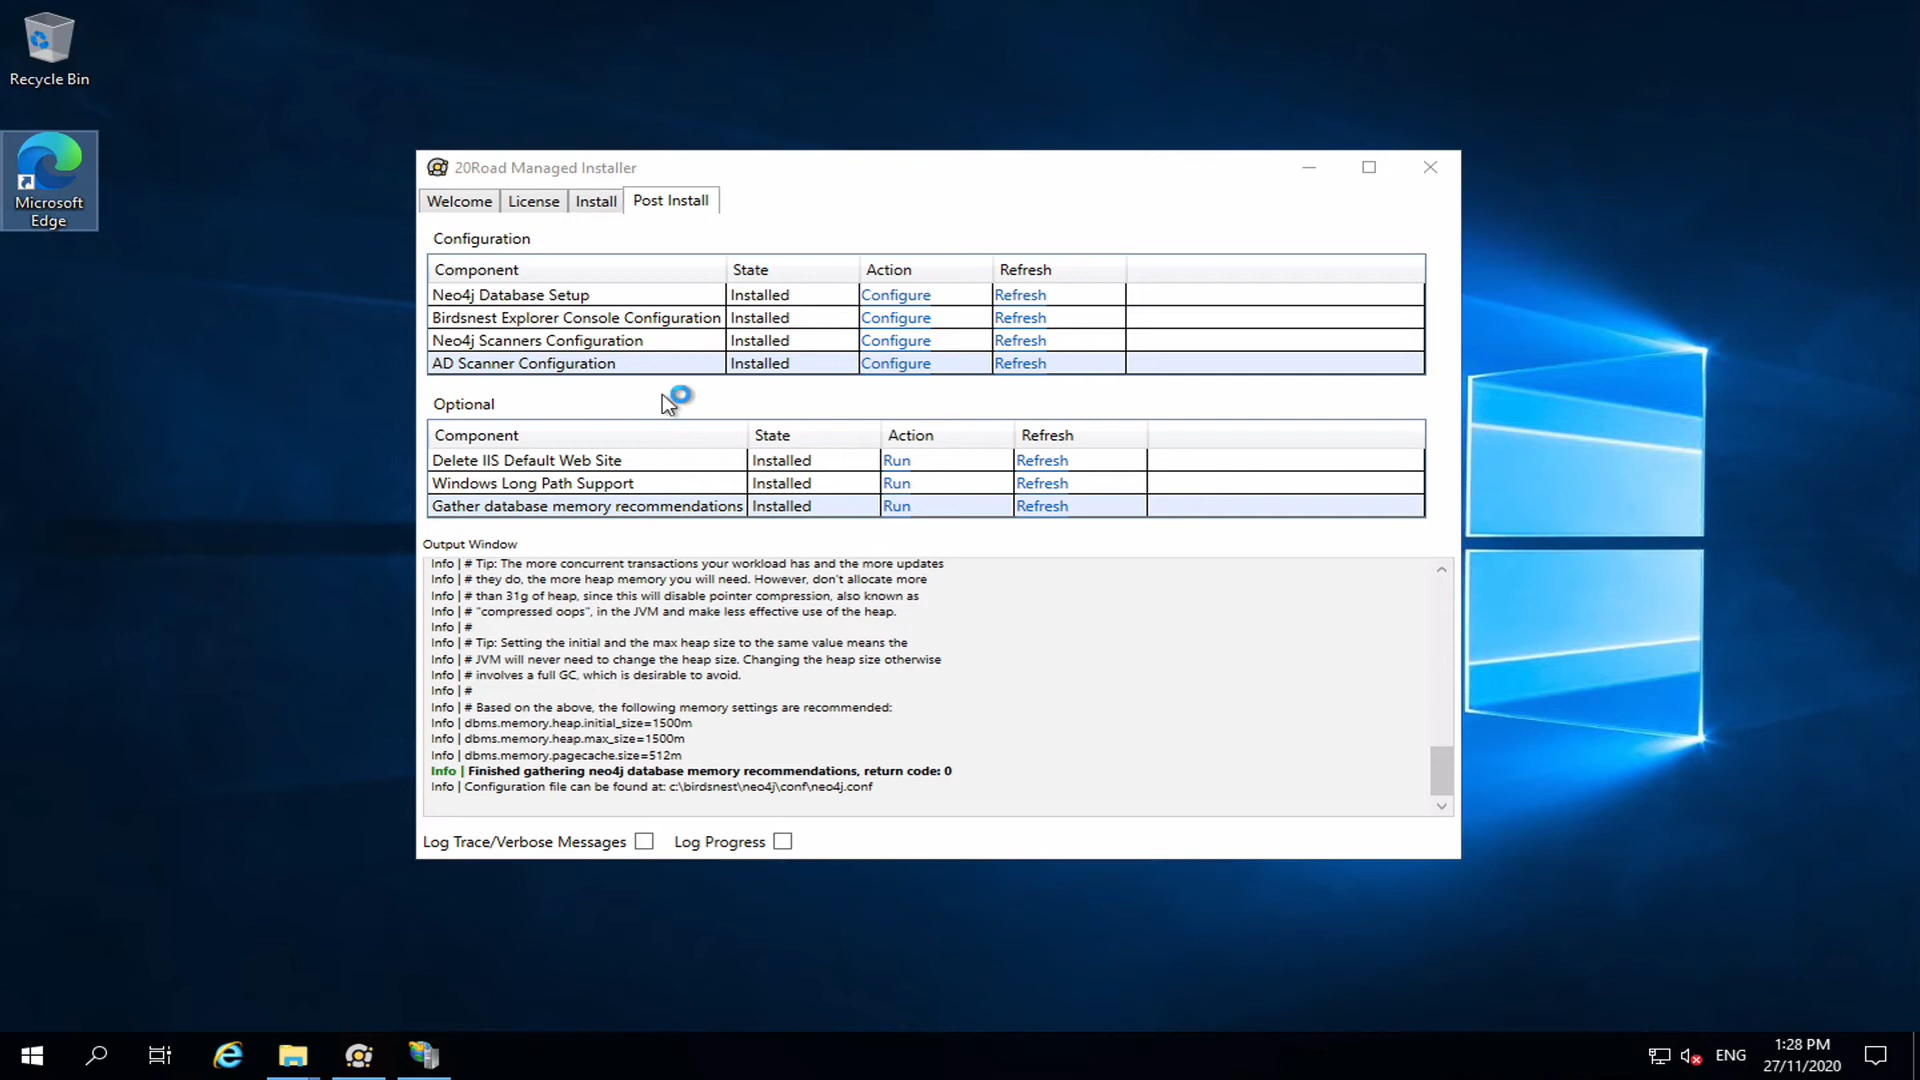 Recycle Bin
Microsoft
Edge
20Road Managed Installer
Welcome
License
Install
Post Install
Configuration
Component State Action Refresh
Neo4j Database Setup Installed Configure Refresh
Birdsnest Explorer Console Configuration Installed Configure Refresh
Neo4j Scanners Configuration Installed Configure Refresh
AD Scanner Configuration Installed Configure Refresh
Optional
Component State Action Refresh
Delete IIS Default Web Site Installed Run Refresh
Windows Long Path Support Installed Run Refresh
Gather database memory recommendations Installed Run Refresh
Output Window
Info | # Tip: The more concurrent transactions your workload has and the more updates
Info | # they do, the more heap memory you will need. However, don't allocate more
Info | # than 31g of heap, since this will disable pointer compression, also known as
Info | # "compressed oops", in the JVM and make less effective use of the heap.
Info | #
Info | # Tip: Setting the initial and the max heap size to the same value means the
Info | # JVM will never need to change the heap size. Changing the heap size otherwise
Info | # involves a full GC, which is desirable to avoid.
Info | #
Info | # Based on the above, the following memory settings are recommended:
Info | dbms.memory.heap.initial_size=1500m
Info | dbms.memory.heap.max_size=1500m
Info | dbms.memory.pagecache.size=512m
Info | Finished gathering neo4j database memory recommendations, return code: 0
Info | Configuration file can be found at: c:\birdsnest\neo4j\conf\neo4j.conf
Log Trace/Verbose Messages
Log Progress
ENG
1:28 PM
27/11/2020